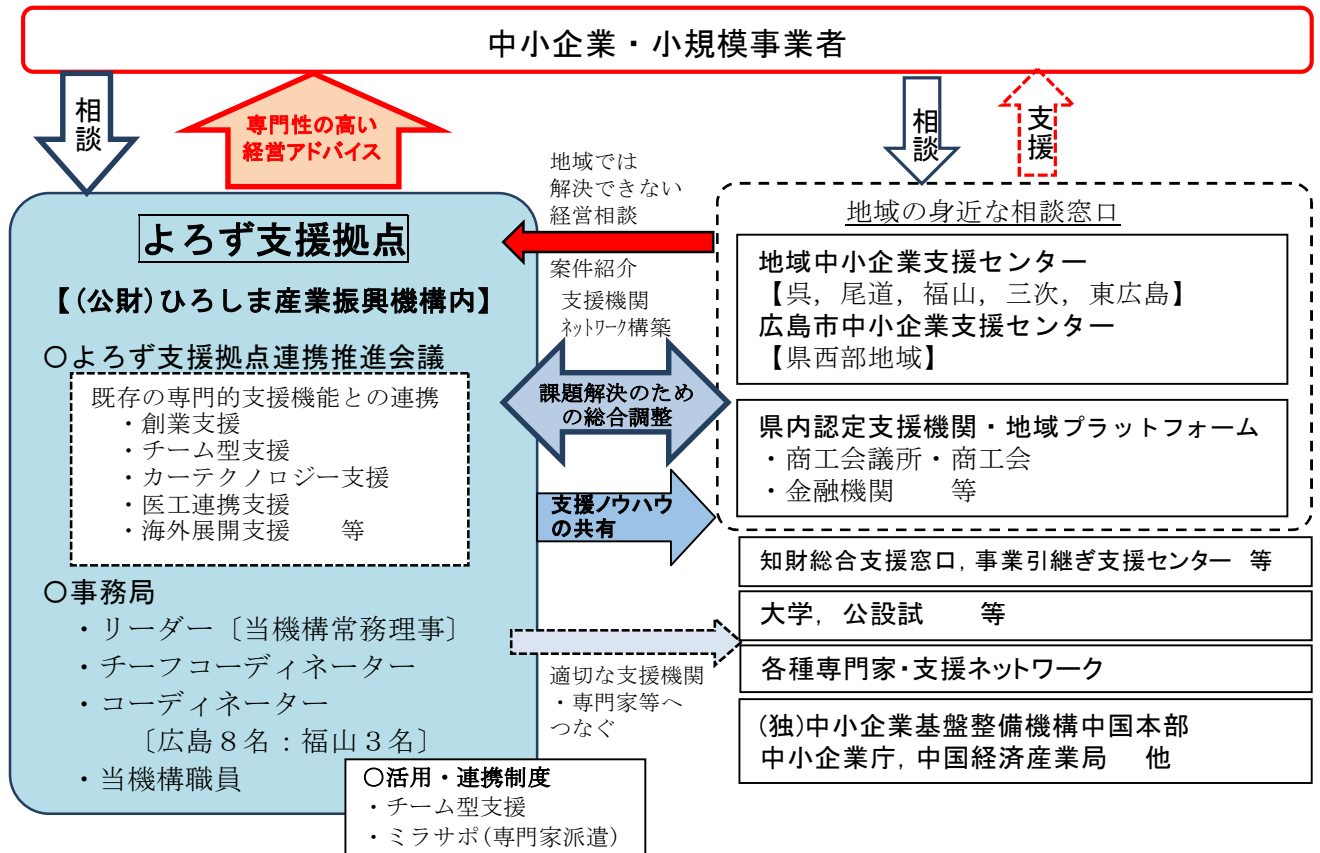 中小企業・小規模事業者
相談
専門性の高い
経営アドバイス
相談
支援
よろず支援拠点
【(公財)ひろしま産業振興機構内】
○よろず支援拠点連携推進会議
既存の専門的支援機能との連携
・創業支援
・チーム型支援
・カーテクノロジー支援
・医工連携支援
・海外展開支援　　等
○事務局
・リーダー〔当機構常務理事〕
・チーフコーディネーター
・コーディネーター
〔広島８名：福山３名〕
・当機構職員
○活用・連携制度
・チーム型支援
・ミラサポ(専門家派遣)
地域では
解決できない
経営相談
案件紹介
支援機関
ネットワーク構築
課題解決のため
の総合調整
支援ノウハウ
の共有
適切な支援機関
・専門家等へ
つなぐ
地域の身近な相談窓口
地域中小企業支援センター
【呉，尾道，福山，三次，東広島】
広島市中小企業支援センター
【県西部地域】
県内認定支援機関・地域プラットフォーム
・商工会議所・商工会
・金融機関　　等
知財総合支援窓口，事業引継ぎ支援センター　等
大学，公設試　　等
各種専門家・支援ネットワーク
(独)中小企業基盤整備機構中国本部
中小企業庁，中国経済産業局　他